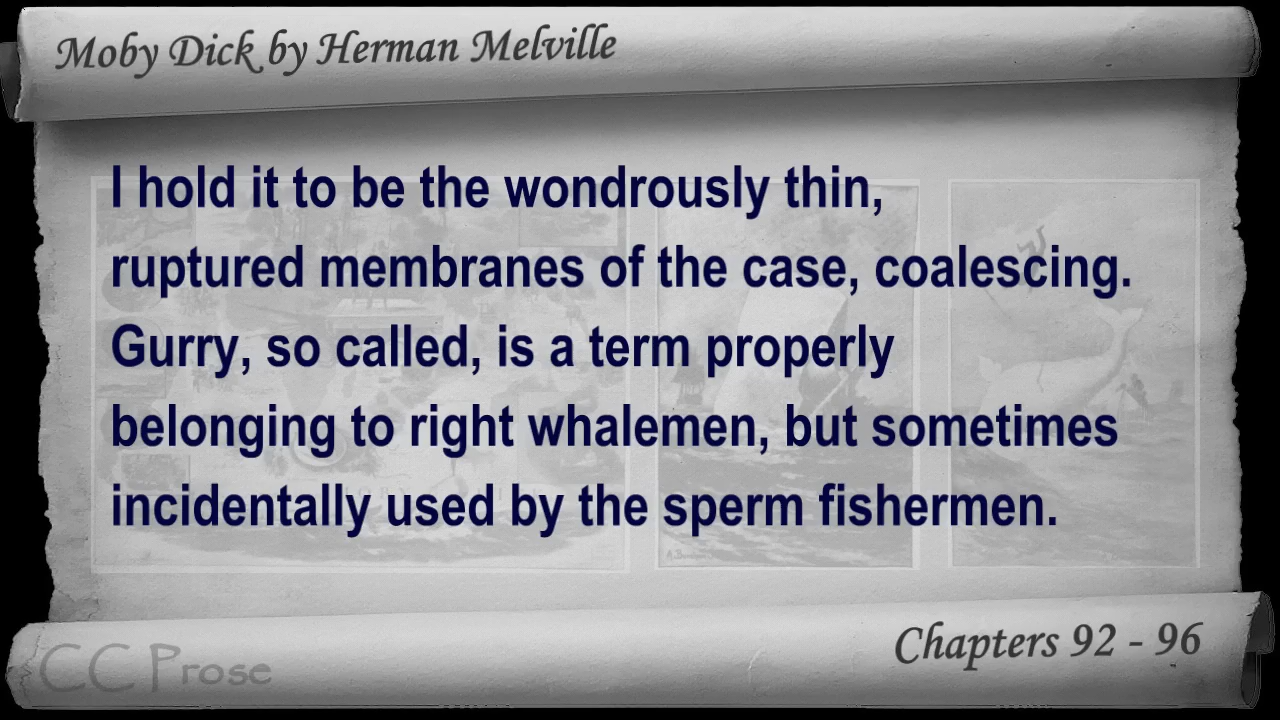 Moby Dick by Herman Melville
I hold it to be the wondrously thin,
ruptured membranes of the case, coalescing.
Gurry, so called, is a term properly
belonging to right whalemen, but sometimes
incidentally used by the sperm fishermen.
Chapters 92 - 96
CC Prose